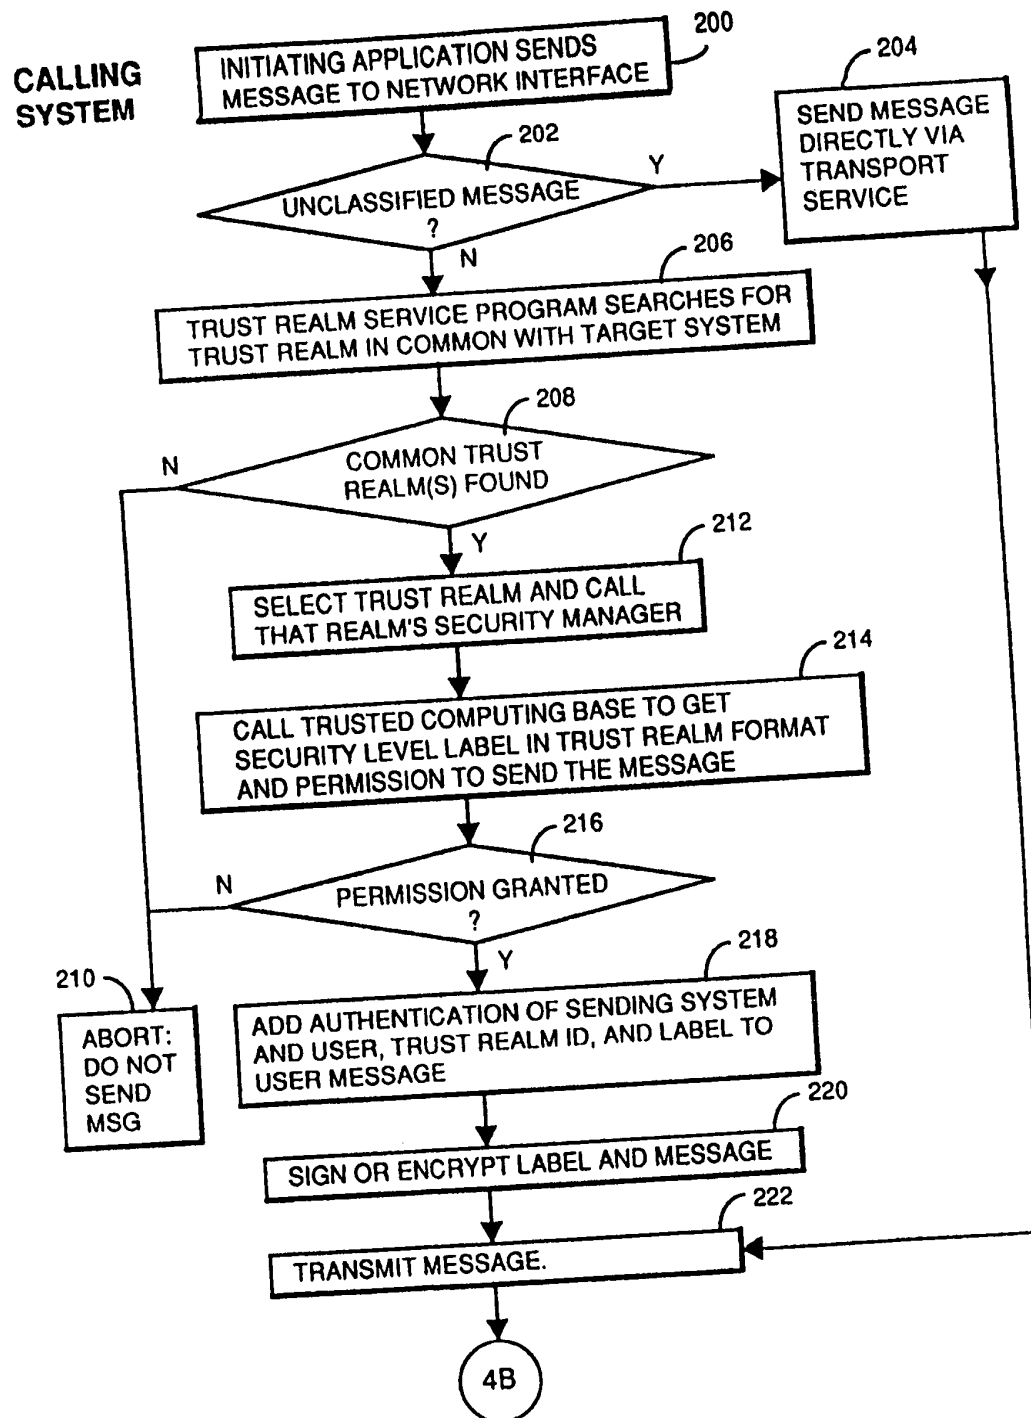 CALLING
SYSTEM
INITIATING APPLICATION SENDS
MESSAGE TO NETWORK INTERFACE
200
204
SEND MESSAGE
DIRECTLY VIA
TRANSPORT
SERVICE
202
UNCLASSIFIED MESSAGE
?
Y
N
206
TRUST REALM SERVICE PROGRAM SEARCHES FOR
TRUST REALM IN COMMON WITH TARGET SYSTEM
208
COMMON TRUST
REALM(S) FOUND
N
Y
212
SELECT TRUST REALM AND CALL
THAT REALM'S SECURITY MANAGER
214
CALL TRUSTED COMPUTING BASE TO GET
SECURITY LEVEL LABEL IN TRUST REALM FORMAT
AND PERMISSION TO SEND THE MESSAGE
216
PERMISSION GRANTED
?
N
Y
210
ABORT:
DO NOT
SEND
MSG
218
ADD AUTHENTICATION OF SENDING SYSTEM
AND USER, TRUST REALM ID, AND LABEL TO
USER MESSAGE
220
SIGN OR ENCRYPT LABEL AND MESSAGE
222
TRANSMIT MESSAGE.
4B